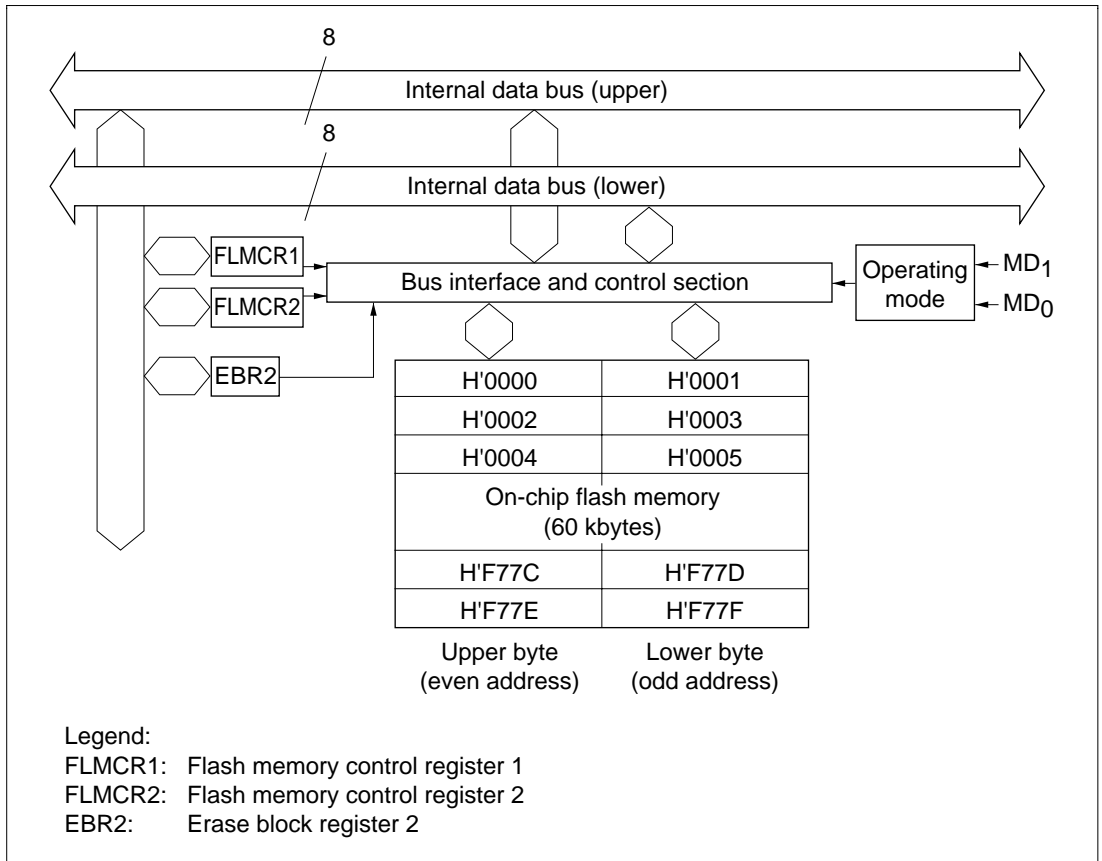 8
Internal data bus (upper)
8
Internal data bus (lower)
FLMCR1
Bus interface and control section
Operating
mode
MD1
MD0
FLMCR2
EBR2
H'0000 H'0001
H'0002 H'0003
H'0004 H'0005
On-chip flash memory
(60 kbytes)
H'F77C H'F77D
H'F77E H'F77F
Upper byte
(even address)
Lower byte
(odd address)
Legend:
FLMCR1: Flash memory control register 1
FLMCR2: Flash memory control register 2
EBR2: Erase block register 2